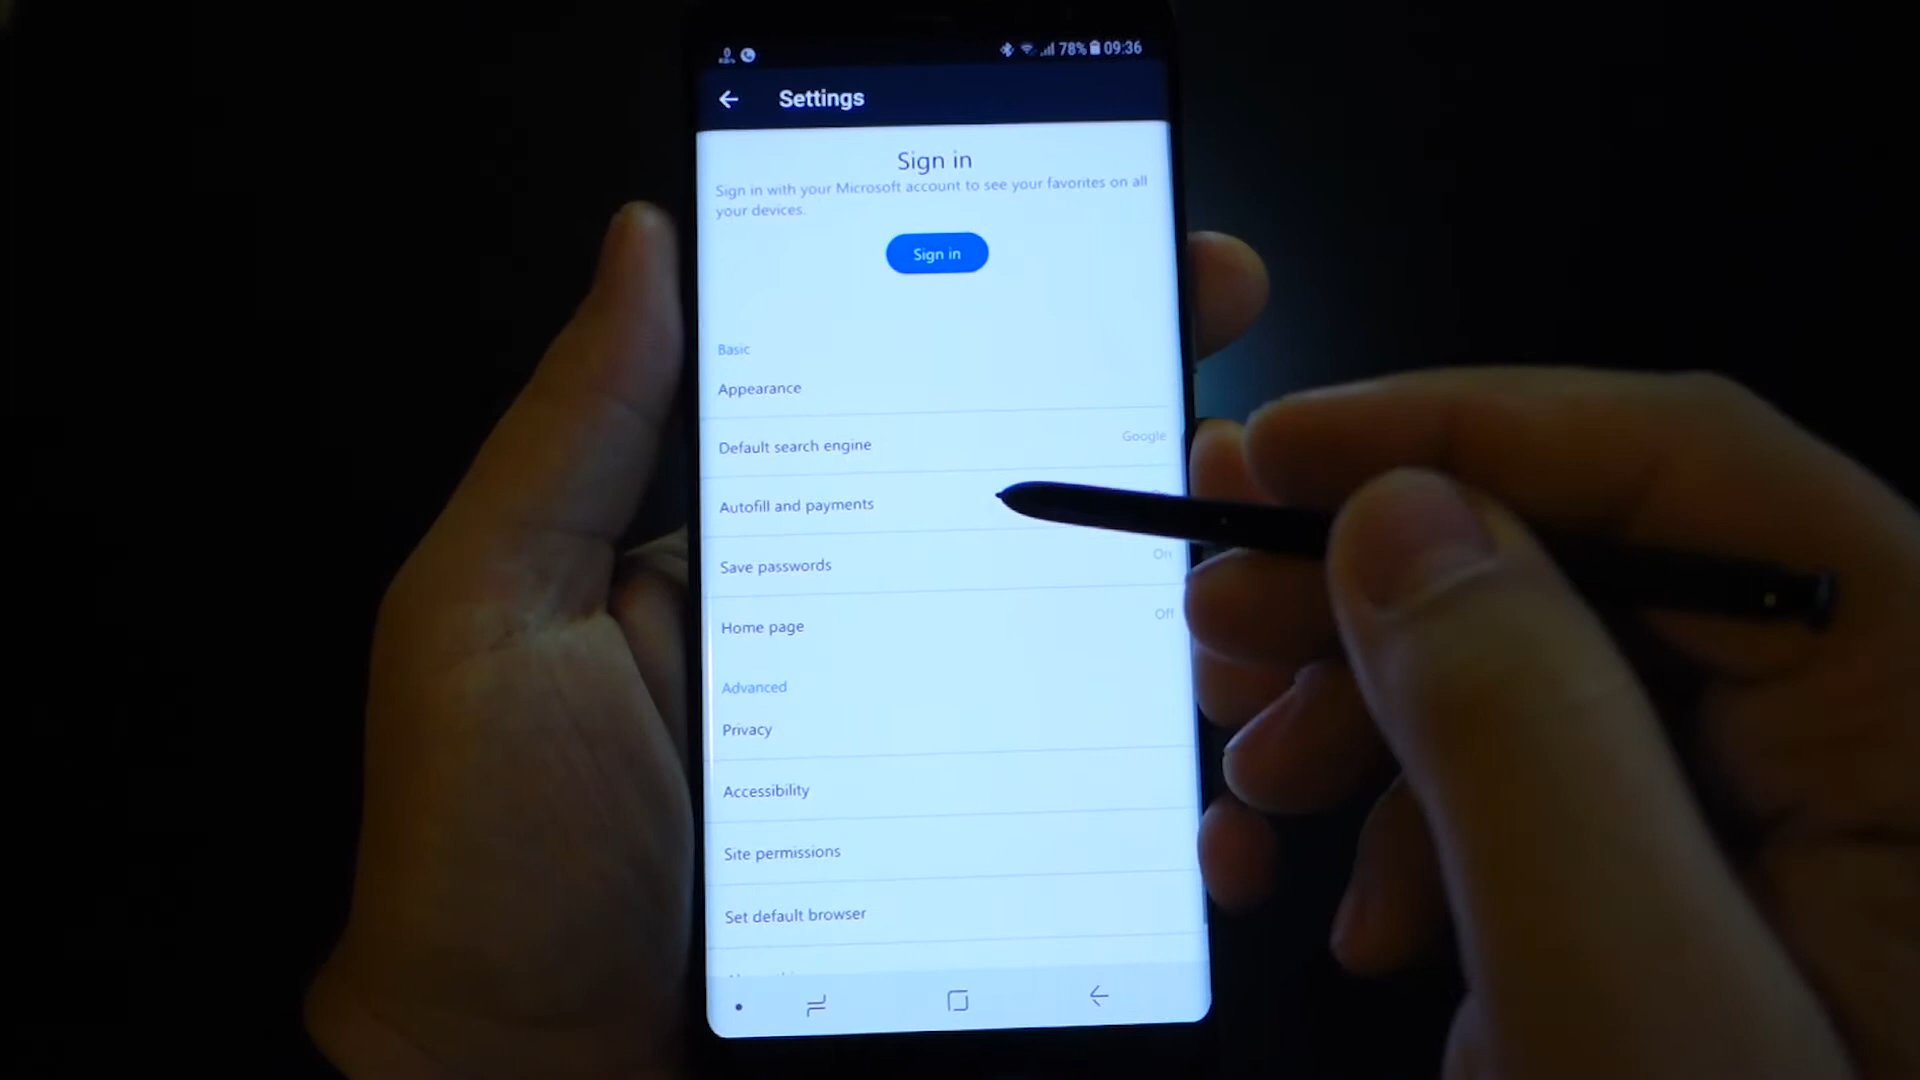 78% 09:36
Settings
Sign in
Sign in with your Microsoft account to see your favorites on all
your devices.
Sign in
Basic
Appearance
Default search engine Google
Autofill and payments
Save passwords On
Home page Off
Advanced
Privacy
Accessibility
Site permissions
Set default browser